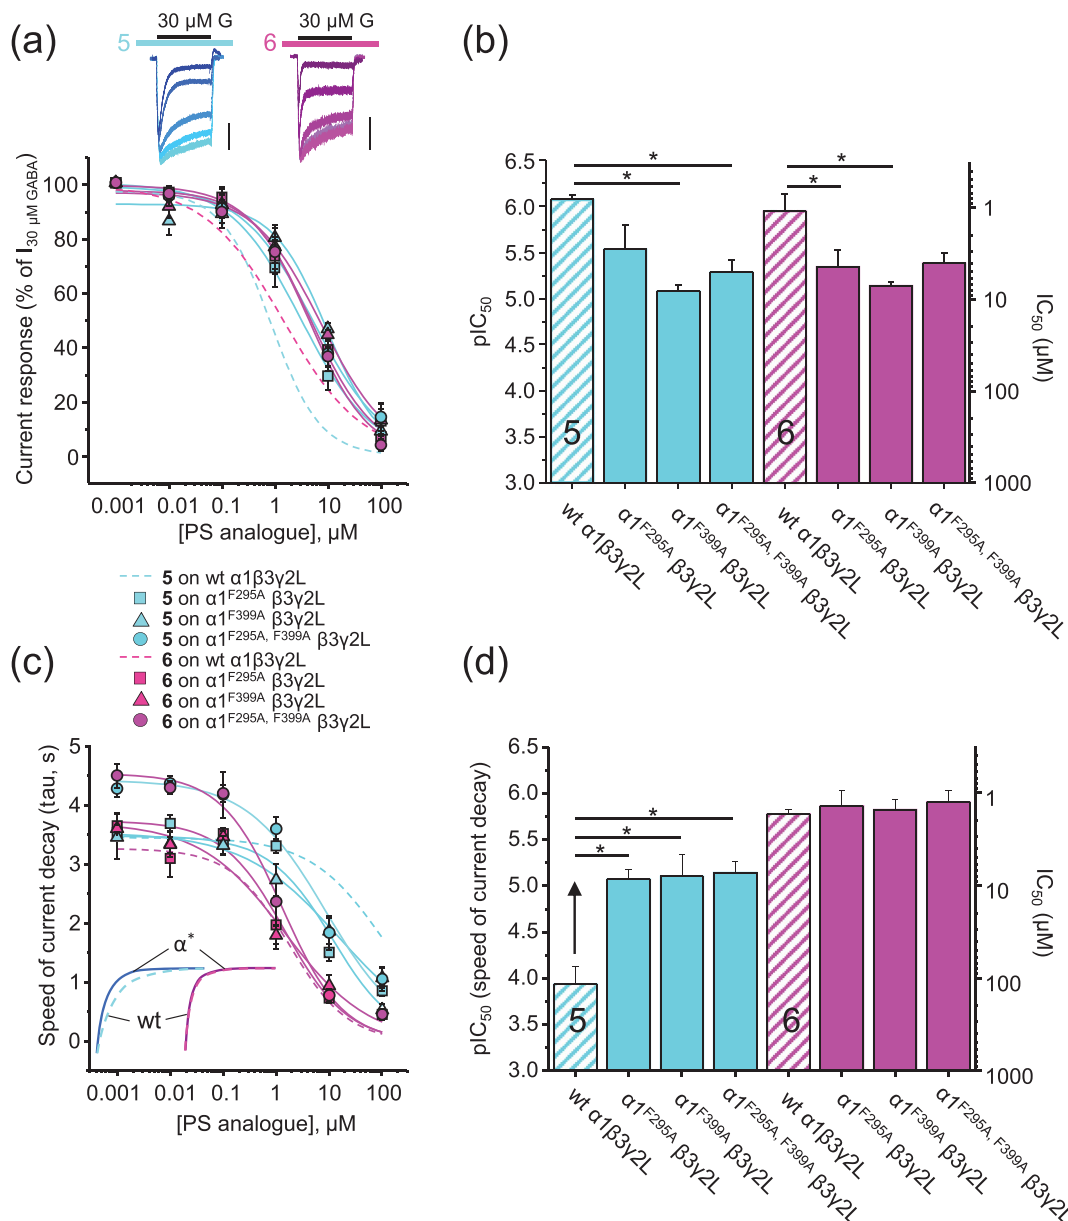 (a)
30 µM G
30 µM G
5
6
Current response (% of I30 µM GABA)
100
80
60
40
20
0
0.001 0.01 0.1 1 10 100
[PS analogue], µM
(b)
pIC50
6.5
6.0
5.5
5.0
4.5
4.0
3.5
3.0
* * * *
5
6
IC50 (µM)
1
10
100
1000
wt α1β3γ2L
α1F295A β3γ2L
α1F399A β3γ2L
α1F295A, F399A β3γ2L
wt α1β3γ2L
α1F295A β3γ2L
α1F399A β3γ2L
α1F295A, F399A β3γ2L
5 on wt α1β3γ2L
5 on α1F295A β3γ2L
5 on α1F399A β3γ2L
5 on α1F295A, F399A β3γ2L
6 on wt α1β3γ2L
6 on α1F295A β3γ2L
6 on α1F399A β3γ2L
6 on α1F295A, F399A β3γ2L
(c)
Speed of current decay (tau, s)
5
4
3
2
1
0
α*
wt
0.001 0.01 0.1 1 10 100
[PS analogue], µM
(d)
pIC50 (speed of current decay)
6.5
6.0
5.5
5.0
4.5
4.0
3.5
3.0
*
*
*
5
6
IC50 (µM)
1
10
100
1000
wt α1β3γ2L
α1F295A β3γ2L
α1F399A β3γ2L
α1F295A, F399A β3γ2L
wt α1β3γ2L
α1F295A β3γ2L
α1F399A β3γ2L
α1F295A, F399A β3γ2L